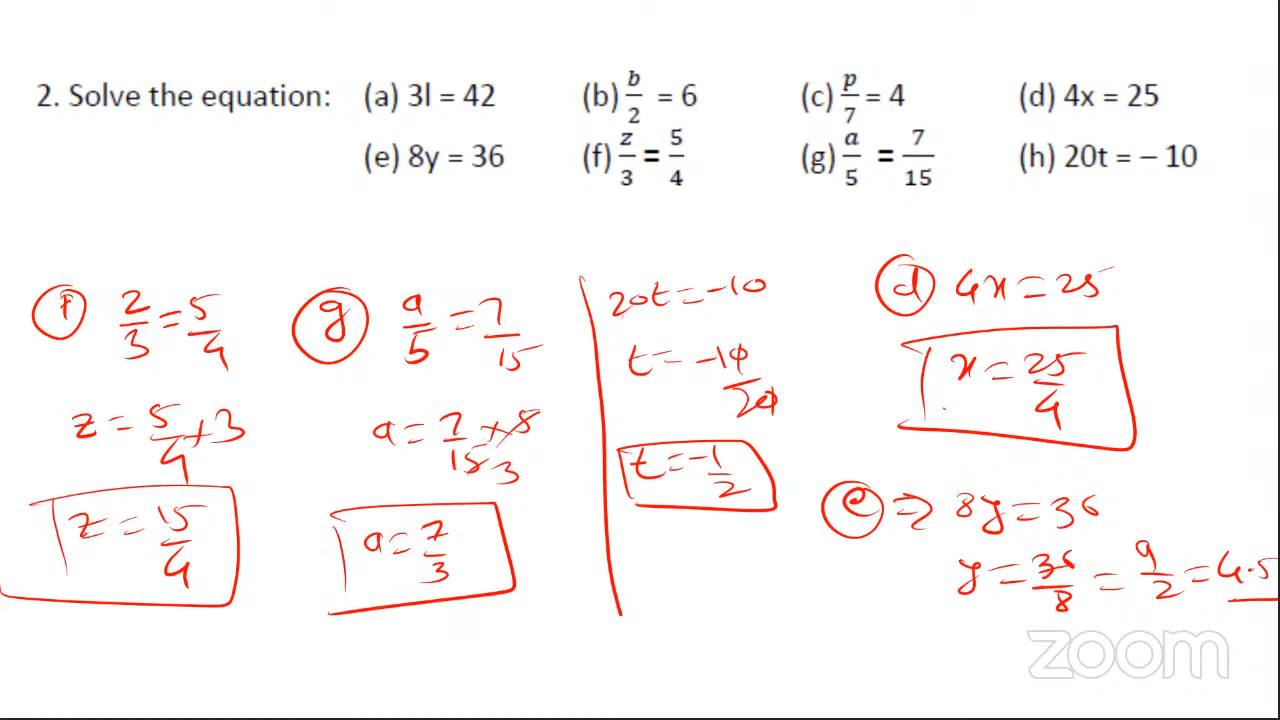 2. Solve the equation: (a) 3l = 42 (b) b/2 = 6 (c) p/7 = 4 (d) 4x = 25
(e) 8y = 36 (f) z/3 = 5/4 (g) a/5 = 7/15 (h) 20t = – 10
(f) z/3 = 5/4
z = 5/4 × 3
z = 15/4
(g) a/5 = 7/15
a = 7/15 × 5
3
a = 7/3
20t = -10
t = -10/20
t = -1/2
(d) 4x = 25
x = 25/4
(e) ⇒ 8y = 36
y = 36/8 = 9/2 = 4.5
zoom